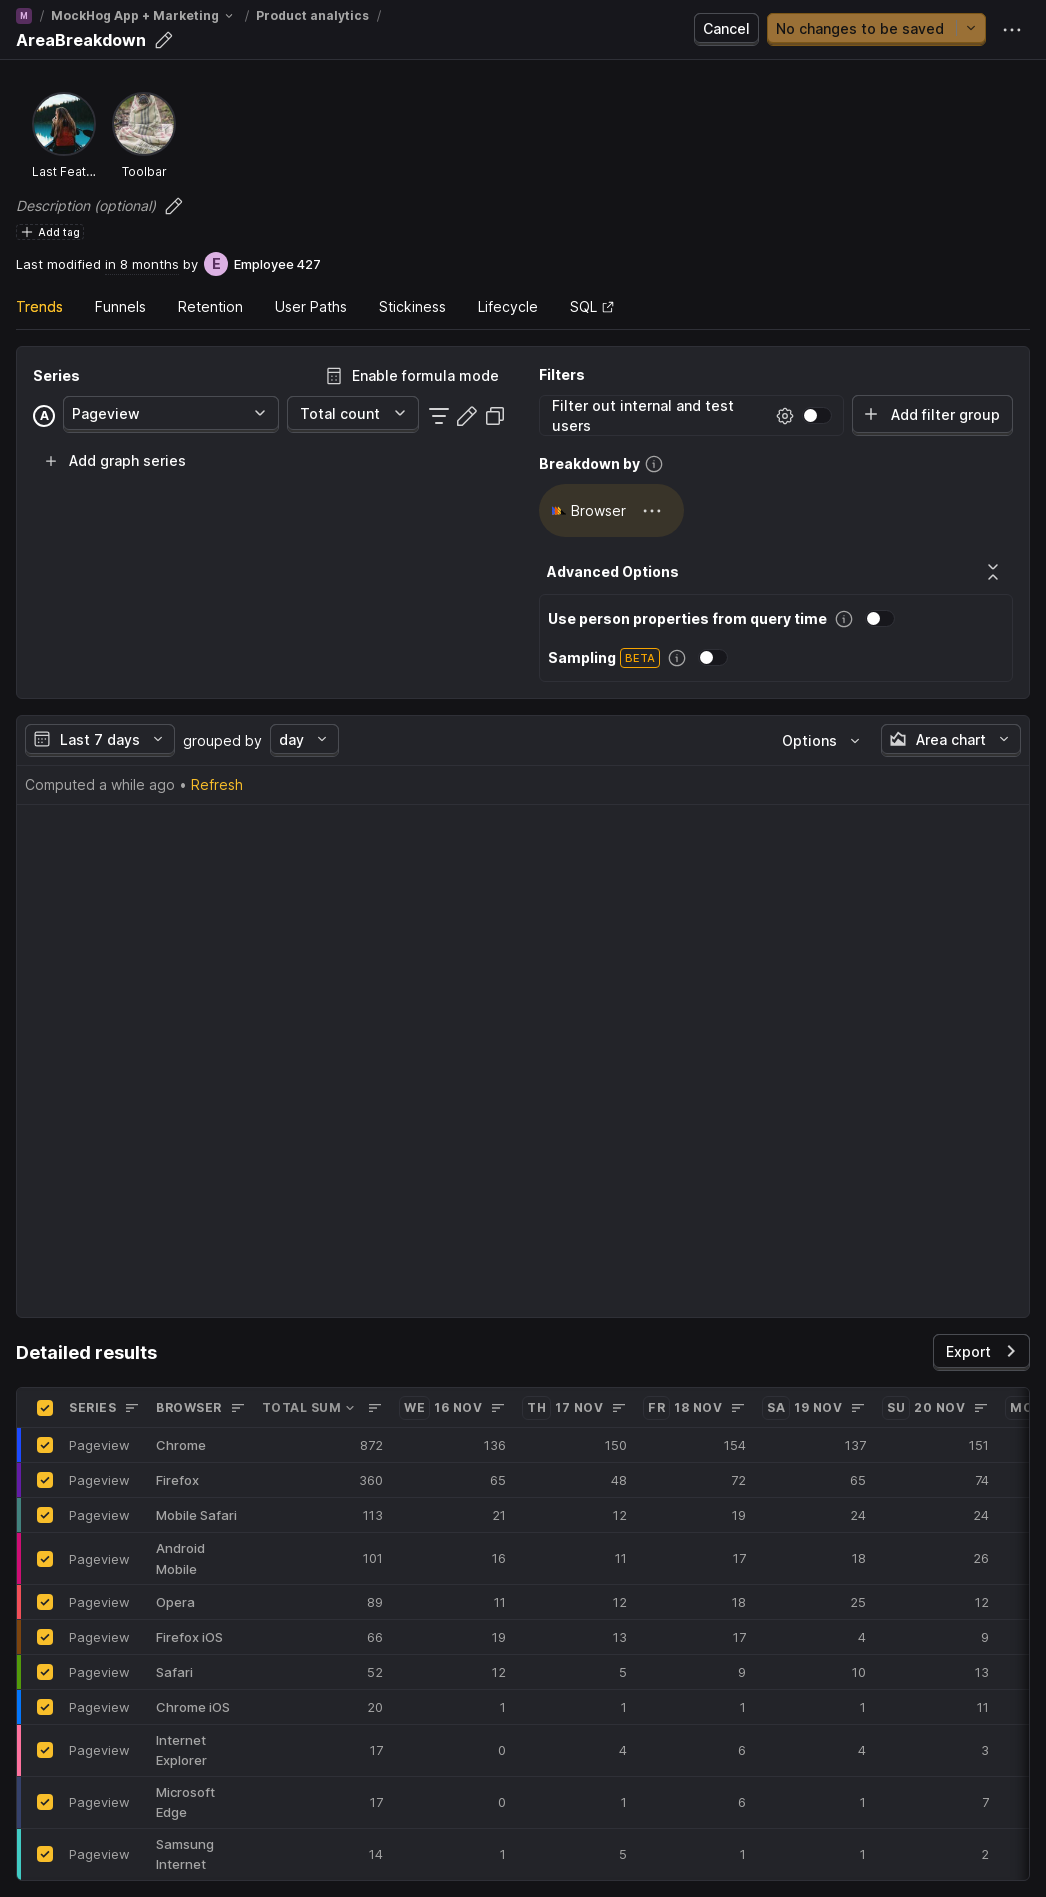 M / MockHog App + Marketing / Product analytics /
AreaBreakdown
Cancel
No changes to be saved
Last Feat...
Toolbar
Description (optional)
Add tag
Last modified in 8 months by E Employee 427
Trends Funnels Retention User Paths Stickiness Lifecycle SQL
Series
Enable formula mode
A Pageview Total count
Add graph series
Filters
Filter out internal and test
users
Add filter group
Breakdown by
Browser
Advanced Options
Use person properties from query time
Sampling BETA
Last 7 days grouped by day
Options Area chart
Computed a while ago • Refresh
Detailed results
Export
SERIES BROWSER TOTAL SUM WE 16 NOV TH 17 NOV FR 18 NOV SA 19 NOV SU 20 NOV MO
Pageview Chrome 872 136 150 154 137 151
Pageview Firefox 360 65 48 72 65 74
Pageview Mobile Safari 113 21 12 19 24 24
Pageview Android
Mobile 101 16 11 17 18 26
Pageview Opera 89 11 12 18 25 12
Pageview Firefox iOS 66 19 13 17 4 9
Pageview Safari 52 12 5 9 10 13
Pageview Chrome iOS 20 1 1 1 1 11
Pageview Internet
Explorer 17 0 4 6 4 3
Pageview Microsoft
Edge 17 0 1 6 1 7
Pageview Samsung
Internet 14 1 5 1 1 2